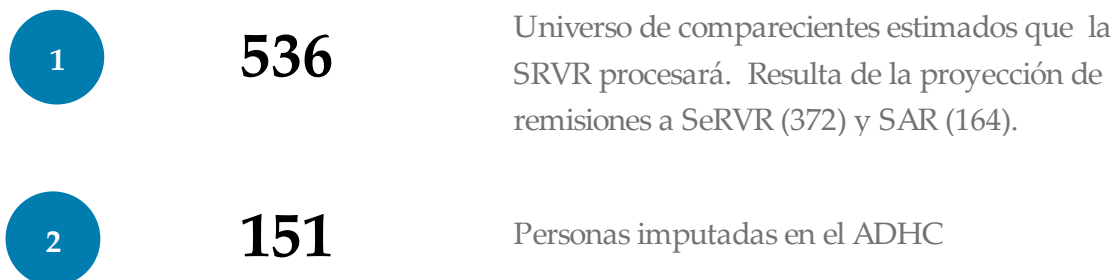 1
536
Universo de comparecientes estimados que la
SRVR procesará. Resulta de la proyección de
remisiones a SeRVR (372) y SAR (164).
2
151
Personas imputadas en el ADHC